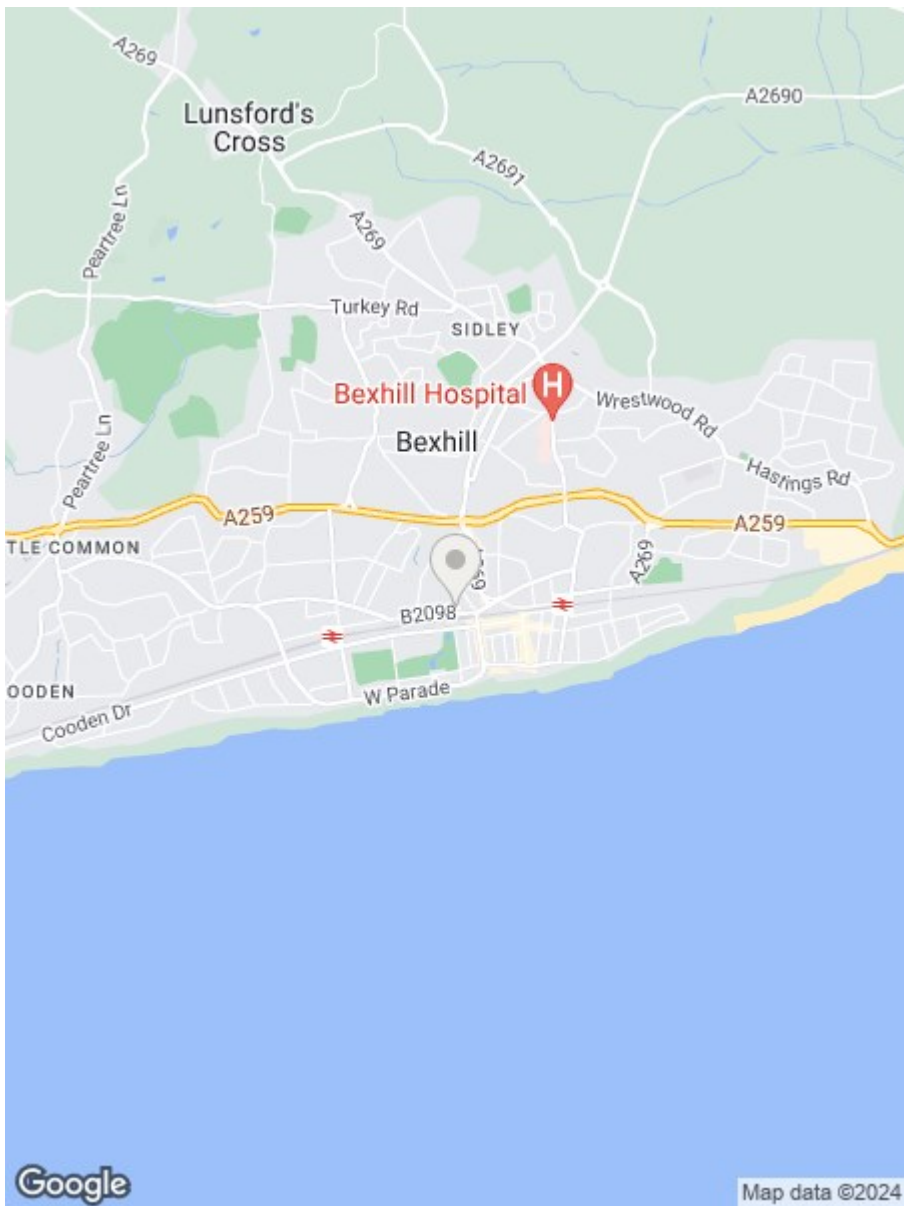 A269
Lunsford's
Cross
A2690
A2691
Peartree Ln
A269
Turkey Rd
SIDLEY
Bexhill Hospital
H
Wrestwood Rd
Bexhill
Peartree Ln
Hastings Rd
A259
A259
TLE COMMON
A269
B2098
OODEN
W Parade
Cooden Dr
Google
Map data ©2024